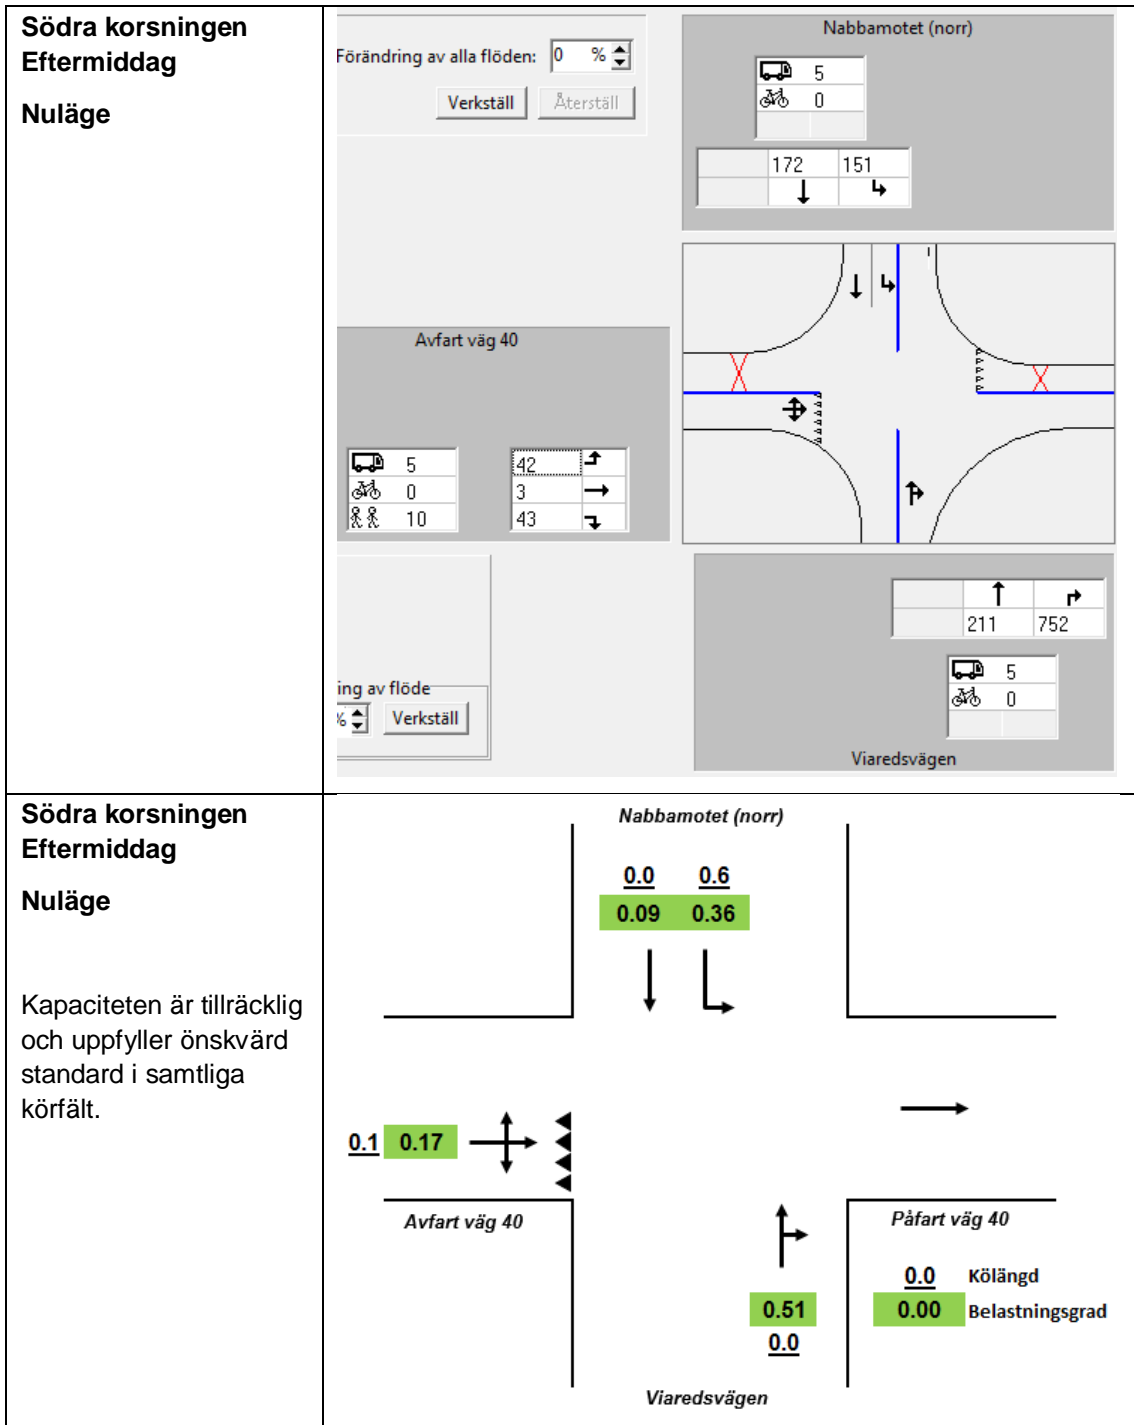 Södra korsningen
Eftermiddag
Nuläge
Förändring av alla flöden: 0 %
Verkställ Återställ
Nabbamotet (norr)
5
0
172 151
Avfart väg 40
5 42
0 3
10 43
211 752
5
0
Viaredsvägen
ing av flöde
% Verkställ
Södra korsningen
Eftermiddag
Nuläge
Kapaciteten är tillräcklig
och uppfyller önskvärd
standard i samtliga
körfält.
Nabbamotet (norr)
0.0 0.6
0.09 0.36
0.1 0.17
Avfart väg 40
Påfart väg 40
0.0 Kölängd
0.51
0.00 Belastningsgrad
0.0
Viaredsvägen